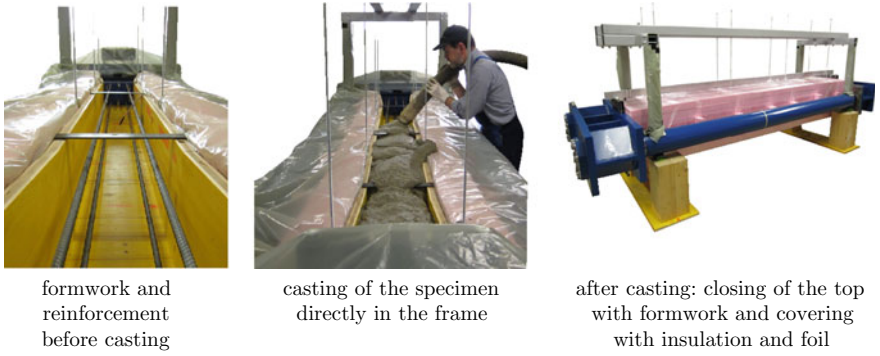 formwork and
reinforcement
before casting
casting of the specimen
directly in the frame
after casting: closing of the top
with formwork and covering
with insulation and foil